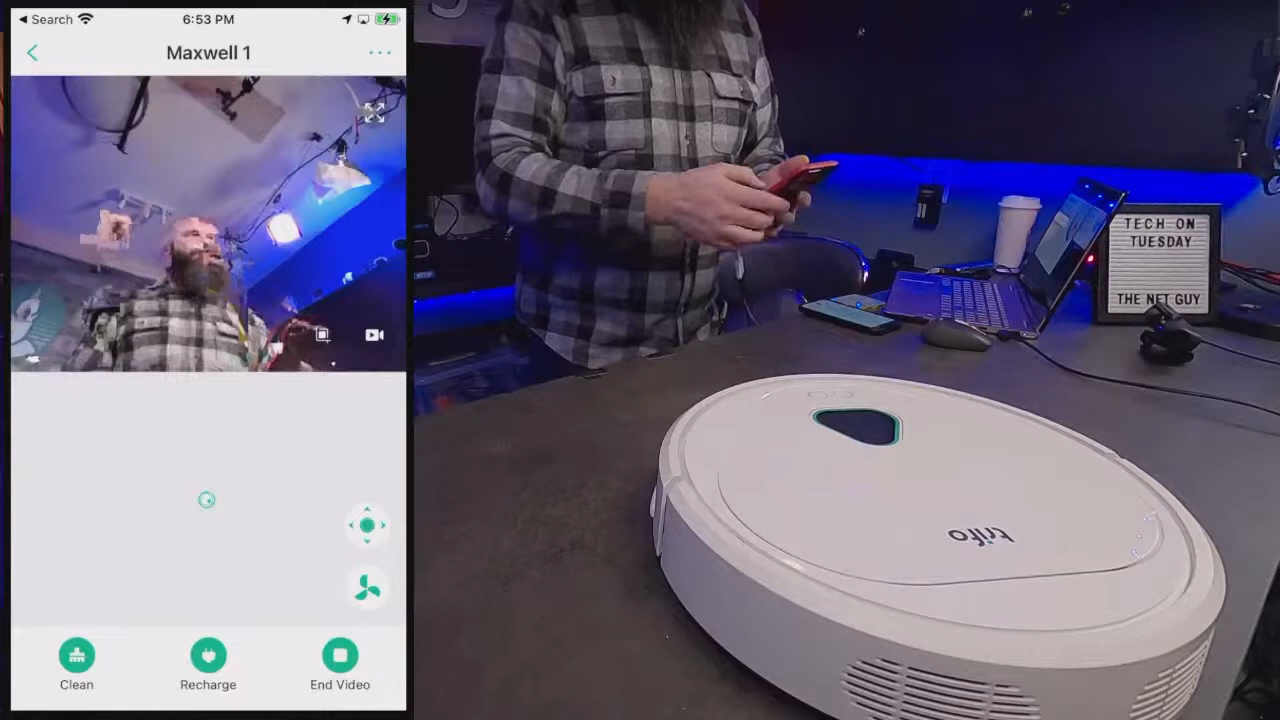 Search
6:53 PM
Maxwell 1
Clean
Recharge
End Video
TECH ON
TUESDAY
THE NET GUY
trifo